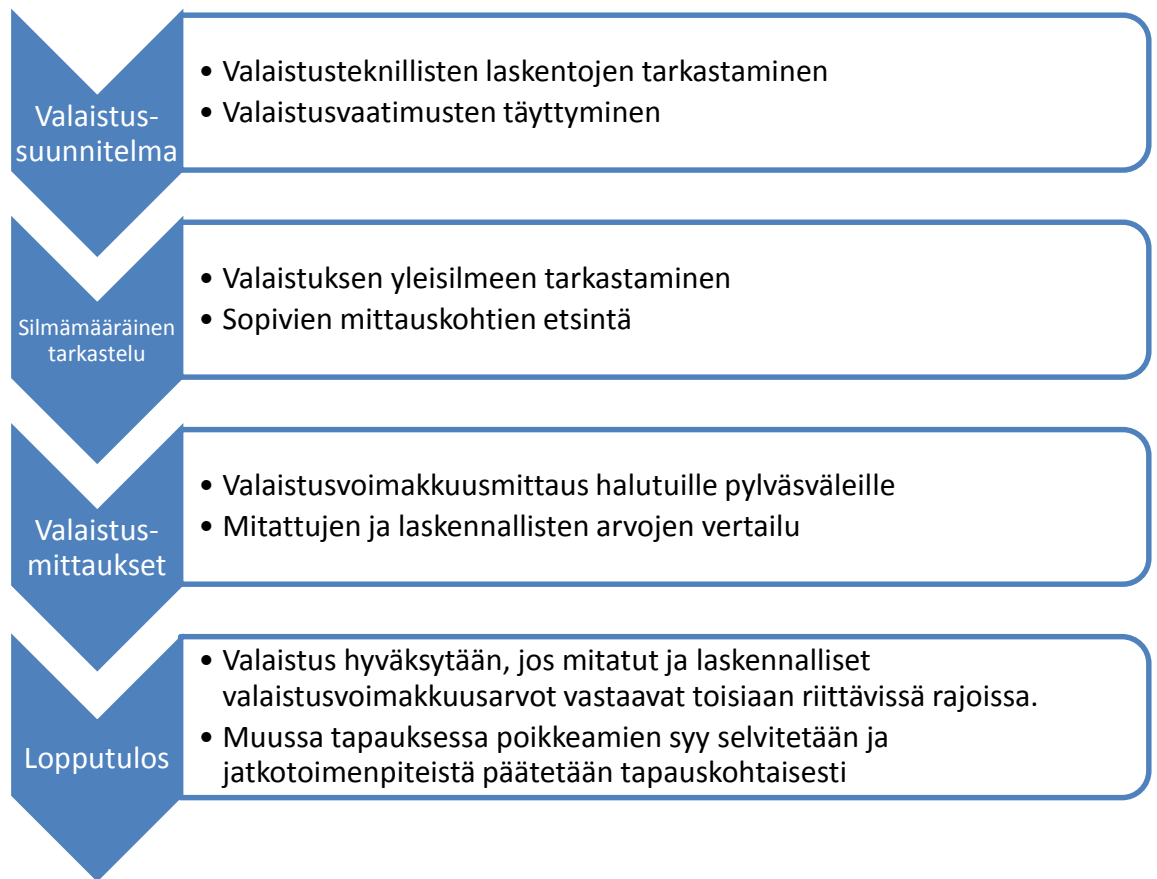 Valaistus-
suunnitelma
• Valaistusteknillisten laskentojen tarkastaminen
• Valaistusvaatimusten täyttyminen
Silmämääräinen
tarkastelu
• Valaistuksen yleisilmeen tarkastaminen
• Sopivien mittauskohtien etsintä
Valaistus-
mittaukset
• Valaistusvoimakkuusmittaus halutuille pylväsväleille
• Mitattujen ja laskennallisten arvojen vertailu
Lopputulos
• Valaistus hyväksytään, jos mitatut ja laskennalliset
valaistusvoimakkuusarvot vastaavat toisiaan riittävissä rajoissa.
• Muussa tapauksessa poikkeamien syy selvitetään ja
jatkotoimenpiteistä päätetään tapauskohtaisesti